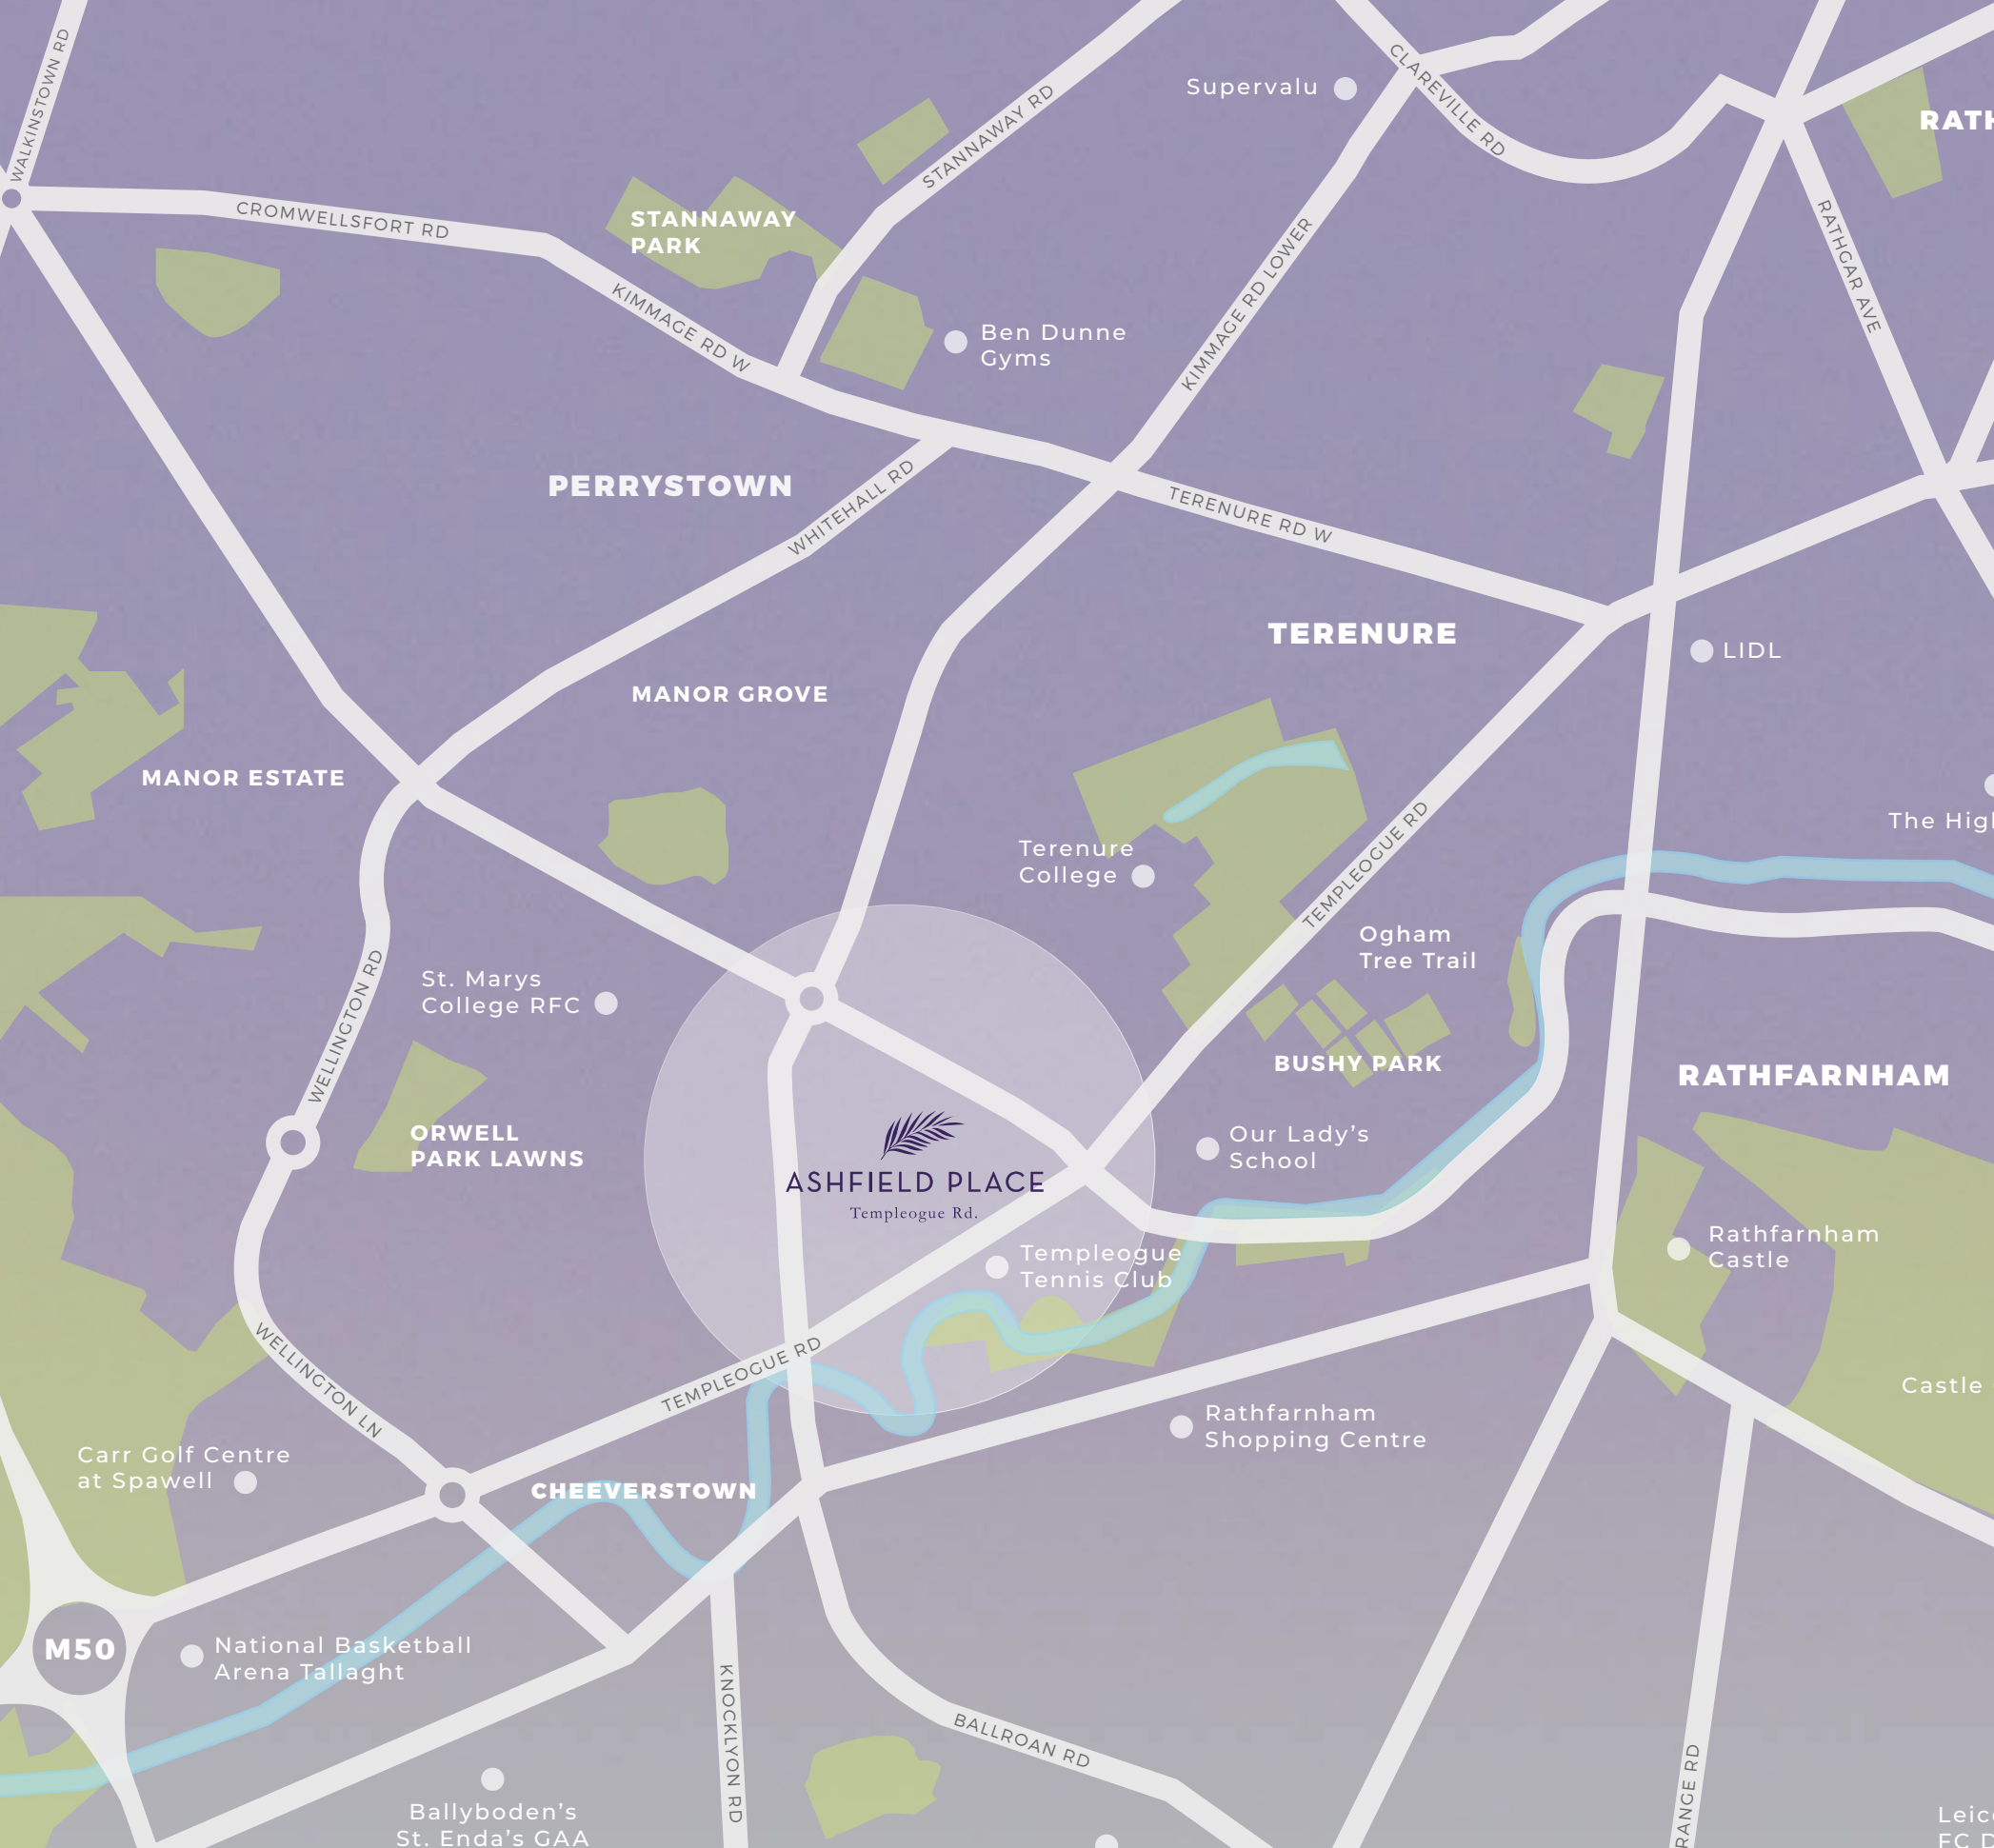 WALKINSTOWN RD
CLAREVILLE RD
Supervalu
STANNAWAY RD
RATH
CROMWELLSFORT RD
STANNAWAY
PARK
RATHGAR AVE
KIMMAGE RD W
KIMMAGE RD LOWER
Ben Dunne
Gyms
PERRYSTOWN
WHITEHALL RD
TERENURE RD W
TERENURE
LIDL
MANOR GROVE
MANOR ESTATE
The High
Terenure
College
TEMPLEOGUE RD
Ogham
Tree Trail
St. Marys
College RFC
WELLINGTON RD
BUSHY PARK
RATHFARNHAM
ORWELL
PARK LAWNS
Our Lady's
School
ASHFIELD PLACE
Templeogue Rd.
Templeogue
Tennis Club
Rathfarnham
Castle
WELLINGTON LN
TEMPLEOGUE RD
Castle
Rathfarnham
Shopping Centre
Carr Golf Centre
at Spawell
CHEEVERSTOWN
M50
National Basketball
Arena Tallaght
KNOCKLYON RD
BALLROAN RD
RANGE RD
Ballyboden's
St. Enda's GAA
Leic
FC